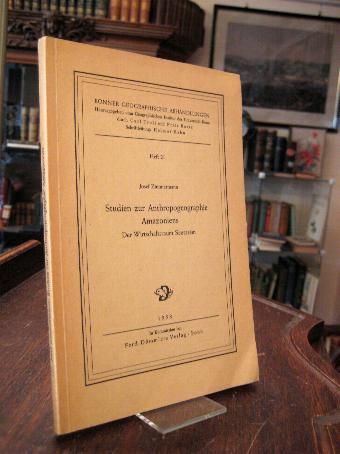 BONNER GEOGRAPHISCHE ABHANDLUNGEN
Herausgegeben vom Geographischen Institut der Universität Bonn
durch Carl Troll und Fritz Bartz
Schriftleitung: Helmut Hahn
Heft 21
Josef Zimmermann
Studien zur Anthropogeographie
Amazoniens
Der Wirtschaftsraum Santarém
1958
In Kommission bei
Ferd. Dümmlers Verlag · Bonn